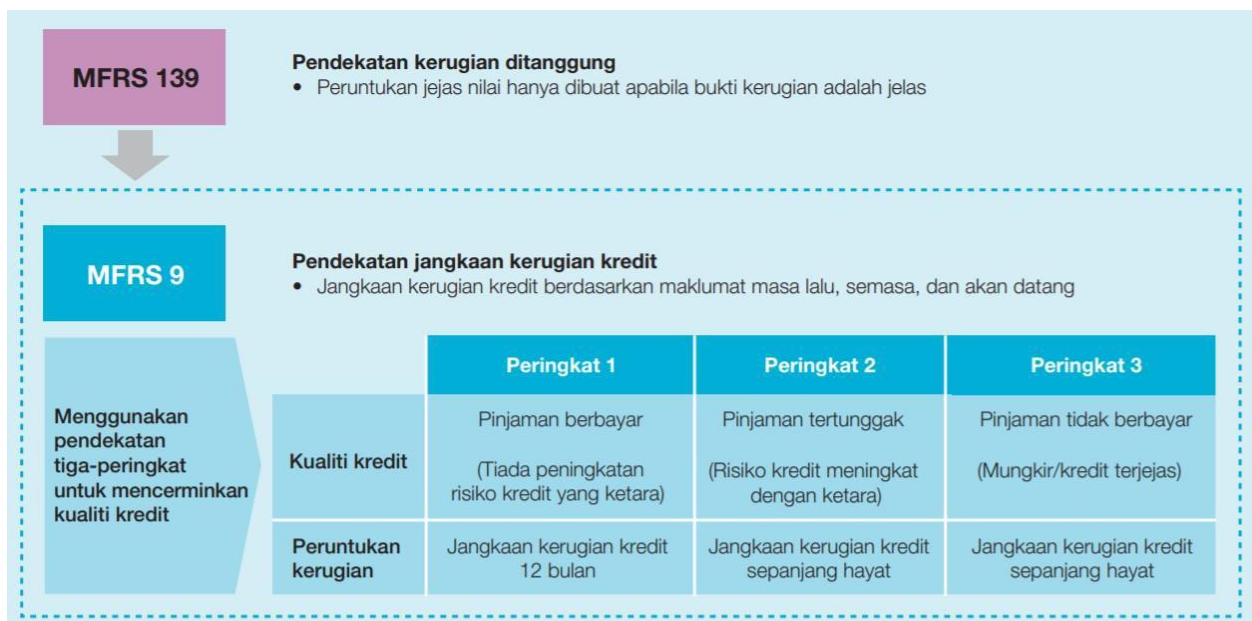 MFRS 139
Pendekatan kerugian ditanggung
• Peruntukan jejas nilai hanya dibuat apabila bukti kerugian adalah jelas
MFRS 9
Pendekatan jangkaan kerugian kredit
• Jangkaan kerugian kredit berdasarkan maklumat masa lalu, semasa, dan akan datang
Menggunakan
pendekatan
tiga-peringkat
untuk mencerminkan
kualiti kredit
Peringkat 1
Peringkat 2
Peringkat 3
Kualiti kredit
Pinjaman berbayar
(Tiada peningkatan
risiko kredit yang ketara)
Pinjaman tertunggak
(Risiko kredit meningkat
dengan ketara)
Pinjaman tidak berbayar
(Mungkir/kredit terjejas)
Peruntukan
kerugian
Jangkaan kerugian kredit
12 bulan
Jangkaan kerugian kredit
sepanjang hayat
Jangkaan kerugian kredit
sepanjang hayat